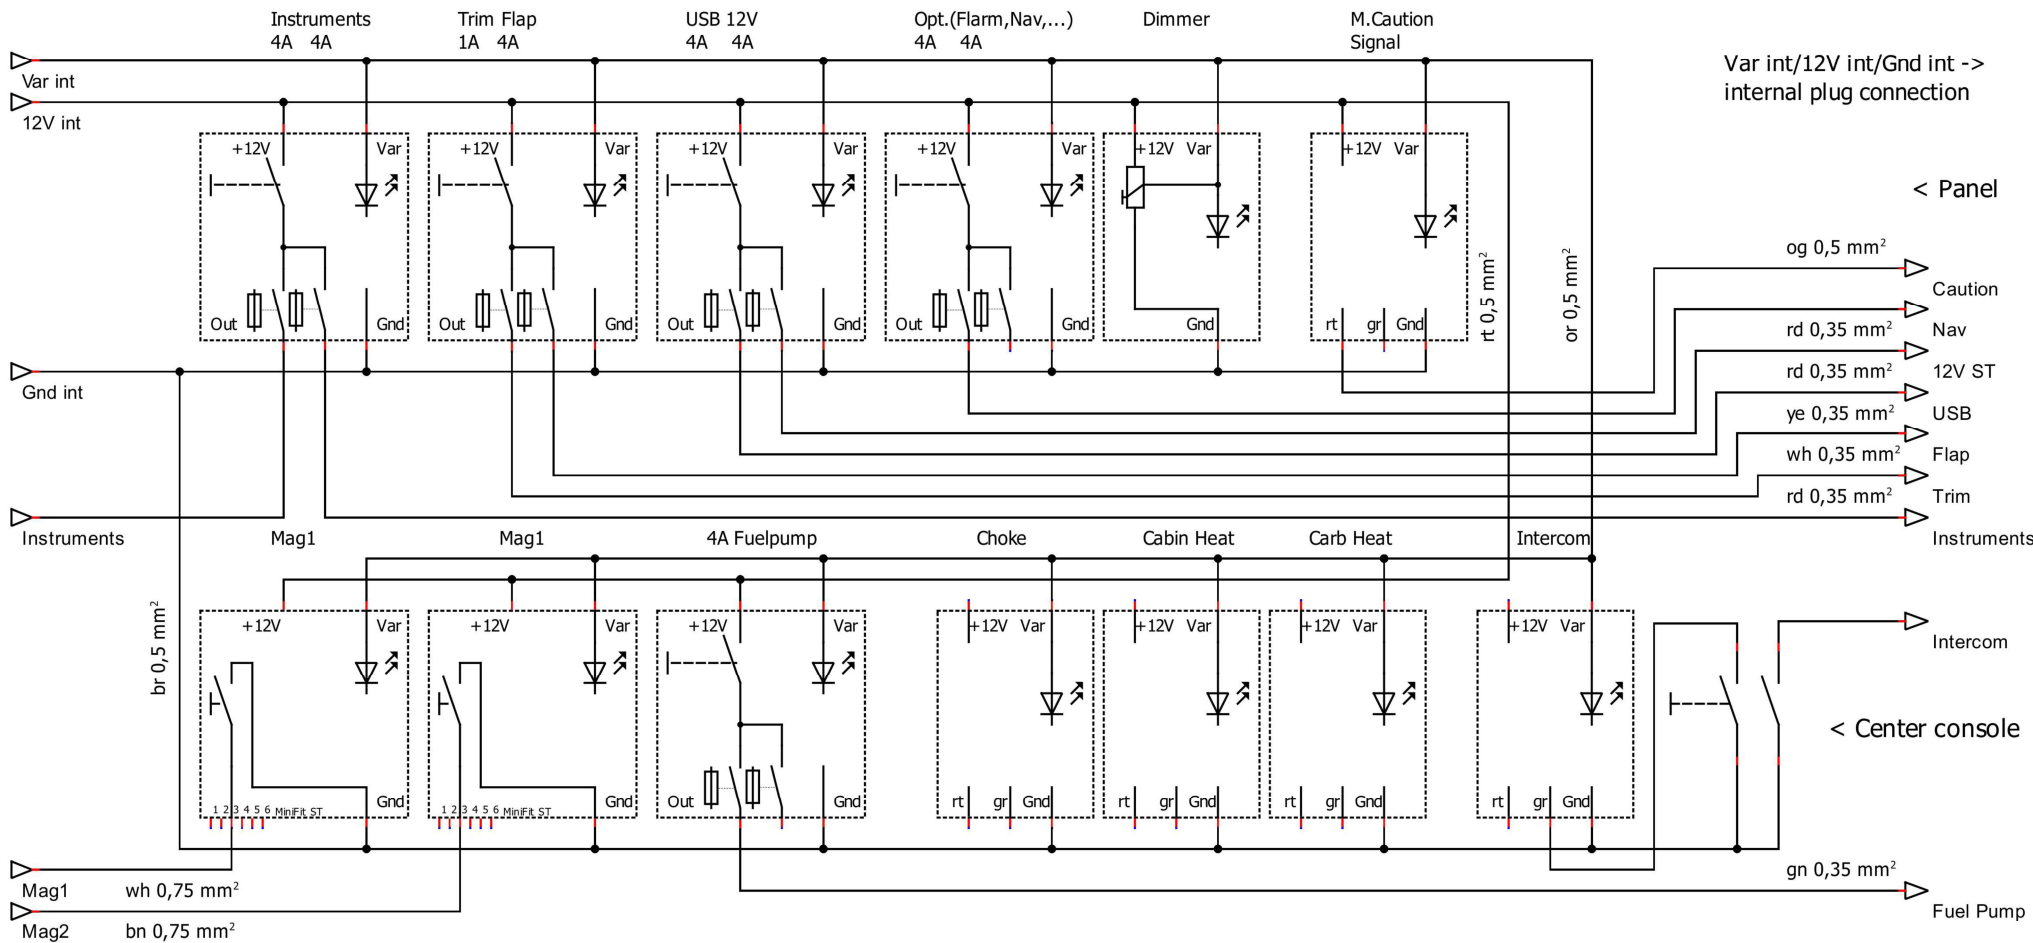 Instruments
4A 4A
Trim Flap
1A 4A
USB 12V
4A 4A
Opt.(Flarm,Nav,...)
4A 4A
Dimmer
M.Caution
Signal
Var int/12V int/Gnd int ->
internal plug connection
Var int
12V int
+12V Var
+12V Var
+12V Var
+12V Var
+12V Var
+12V Var
< Panel
Out Gnd
Out Gnd
Out Gnd
Out Gnd
Gnd
rt gr Gnd
rt 0,5 mm²
or 0,5 mm²
og 0,5 mm²
Caution
rd 0,35 mm² Nav
rd 0,35 mm² 12V ST
ye 0,35 mm² USB
wh 0,35 mm² Flap
rd 0,35 mm² Trim
Instruments
Gnd int
Instruments
Mag1
Mag1
4A Fuelpump
Choke
Cabin Heat
Carb Heat
Intercom
br 0,5 mm²
+12V Var
+12V Var
+12V Var
+12V Var
+12V Var
+12V Var
+12V Var
Intercom
< Center console
1 2 3 4 5 6 MiniFit ST Gnd
1 2 3 4 5 6 MiniFit ST Gnd
Out Gnd
rt gr Gnd
rt gr Gnd
rt gr Gnd
rt gr Gnd
Mag1 wh 0,75 mm²
Mag2 bn 0,75 mm²
gn 0,35 mm²
Fuel Pump